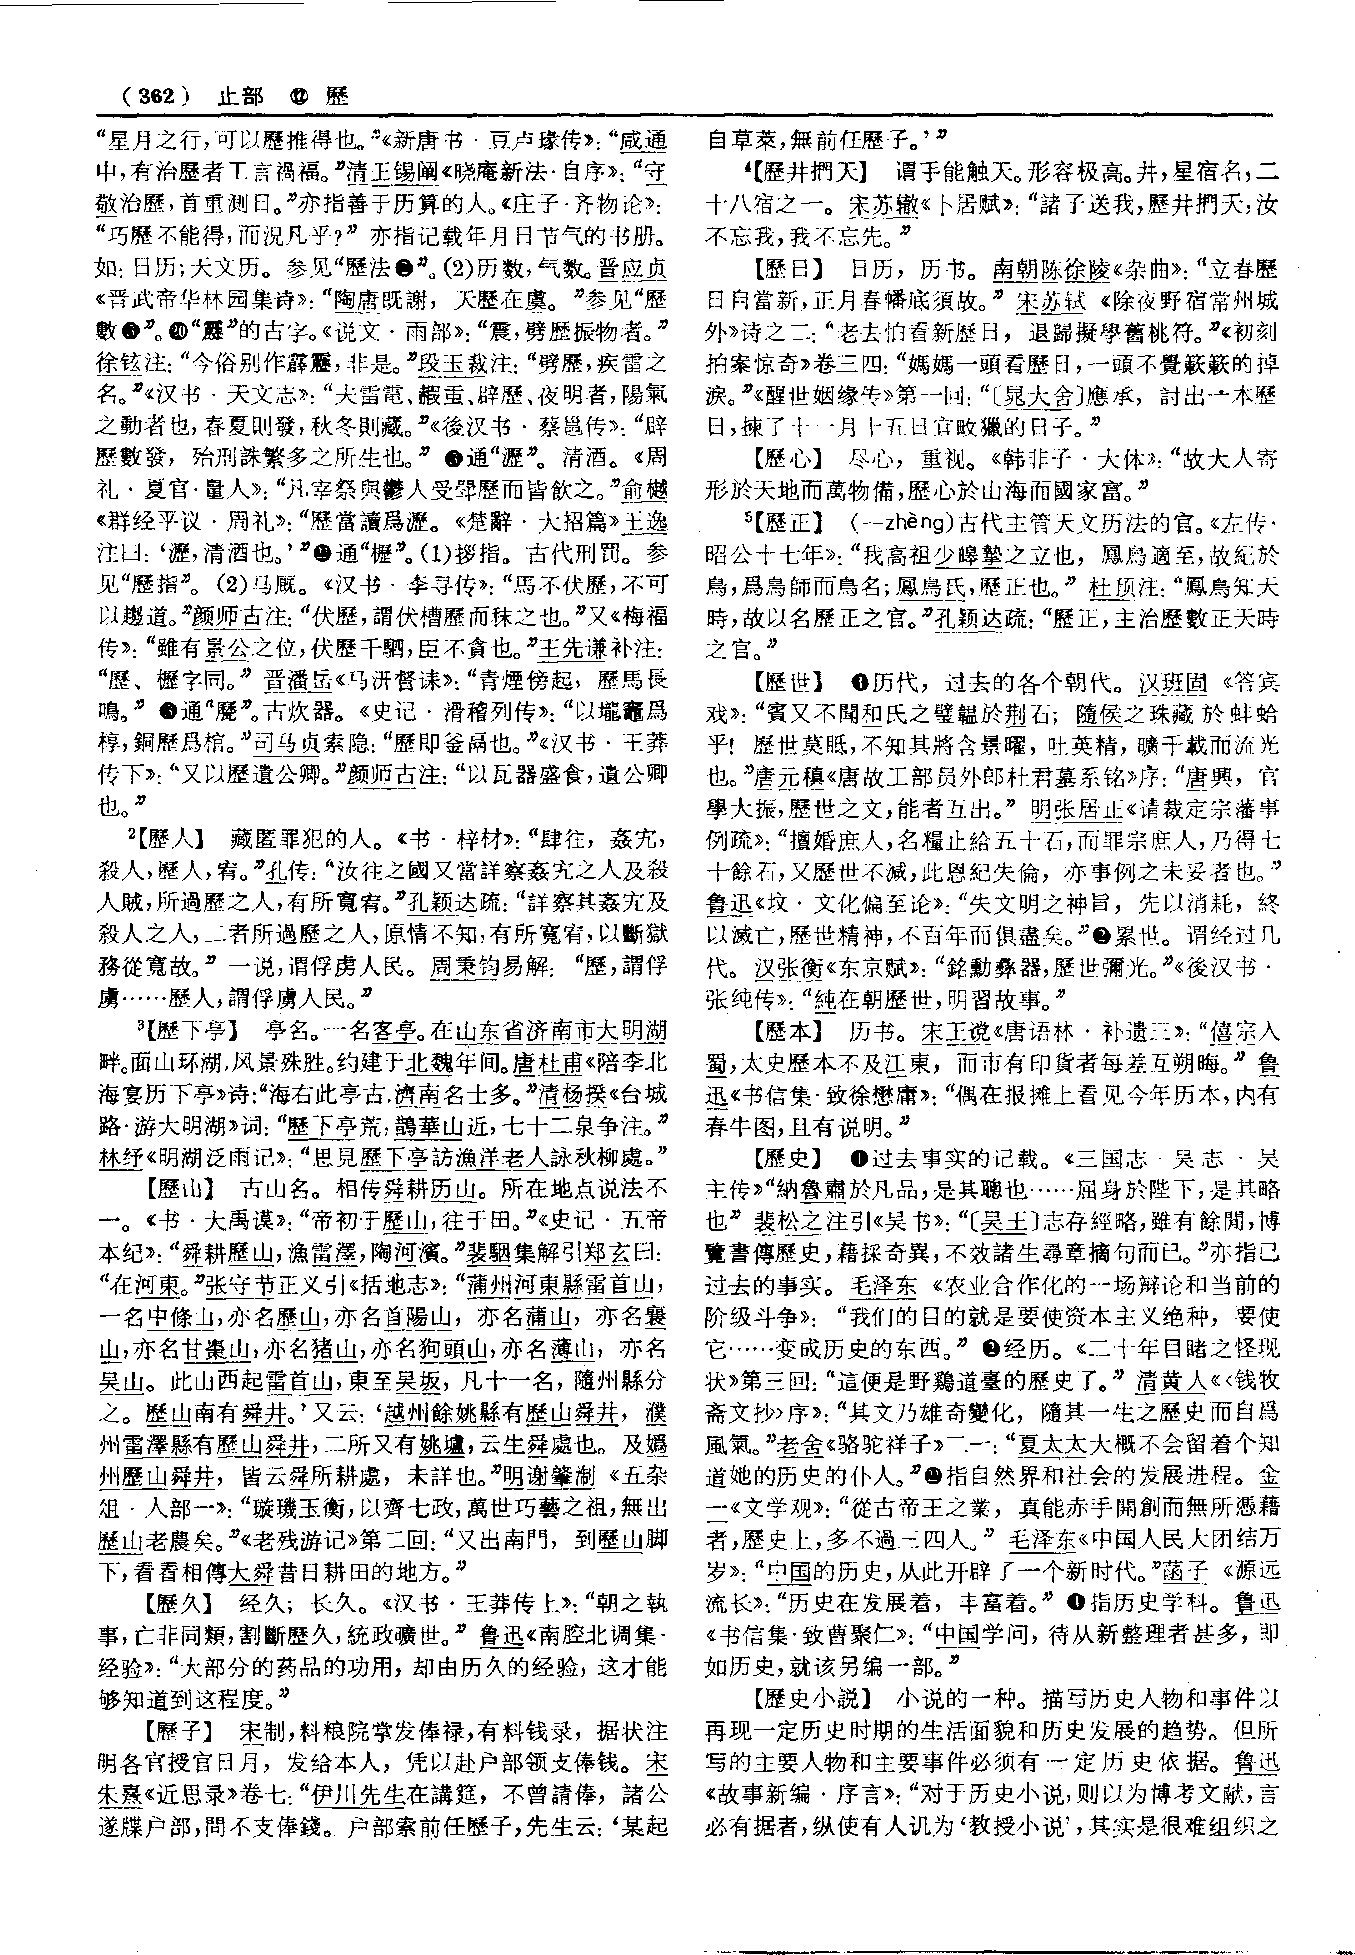 （362） 止部 ⑫ 歷
“星月之行，可以歷推得也。”《新唐书·豆卢瑑传》：“咸通
中，有治歷者工言禍福。”清王锡阐《晓庵新法·自序》：“守
敬治歷，首重測日。”亦指善于历算的人。《庄子·齐物论》：
“巧歷不能得，而況凡乎？” 亦指记载年月日节气的书册。
如：日历；大文历。参见“歷法❷”。(2)历数，气数。晋应贞
《晋武帝华林园集诗》：“陶唐既謝，天歷在虞。”参见“歷
數❸”。⑳“靂”的古字。《说文·雨部》：“震，劈歷振物者。”
徐铉注：“今俗别作霹靂，非是。”段玉裁注：“劈歷，疾雷之
名。”《汉书·天文志》：“夫雷電、赮䖝、辟歷、夜明者，陽氣
之動者也，春夏則發，秋冬則藏。”《後汉书·蔡邕传》：“辟
歷數發，殆刑誅繁多之所生也。” 通“瀝”。清酒。《周
礼·夏官·量人》：“凡宰祭與鬱人受斝歷而皆飲之。”俞樾
《群经平议·周礼》：“歷當讀爲瀝。《楚辭·大招篇》王逸
注曰：‘瀝，清酒也。’”通“櫪”。(1)拶指。古代刑罚。参
见“歷指”。(2)马厩。《汉书·李寻传》：“馬不伏歷，不可
以趨道。”颜师古注：“伏歷，謂伏槽歷而秣之也。”又《梅福
传》：“雖有景公之位，伏歷千駟，臣不貪也。”王先谦补注：
“歷、櫪字同。” 晋潘岳《马汧督诔》：“青煙傍起，歷馬長
鳴。” 通“鬲”。古炊器。《史记·滑稽列传》：“以壠竈爲
椁，銅歷爲棺。”司马贞索隐：“歷即釜鬲也。”《汉书·王莽
传下》：“又以歷遺公卿。”颜师古注：“以瓦器盛食，遺公卿
也。”
2【歷人】 藏匿罪犯的人。《书·梓材》：“肆往，姦宄，
殺人，歷人，宥。”孔传：“汝往之國又當詳察姦宄之人及殺
人賊，所過歷之人，有所寬宥。”孔颖达疏：“詳察其姦宄及
殺人之人，二者所過歷之人，原情不知，有所寬宥，以斷獄
務從寬故。” 一说，谓俘虏人民。周秉钧易解：“歷，謂俘
虜……歷人，謂俘虜人民。”
3【歷下亭】 亭名。一名客亭。在山东省济南市大明湖
畔。面山环湖，风景殊胜。约建于北魏年间。唐杜甫《陪李北
海宴历下亭》诗：“海右此亭古，濟南名士多。”清杨揆《台城
路·游大明湖》词：“歷下亭荒，鵲華山近，七十二泉争注。”
林纾《明湖泛雨记》：“思見歷下亭訪漁洋老人詠秋柳處。”
【歷山】 古山名。相传舜耕历山。所在地点说法不
一。《书·大禹谟》：“帝初于歷山，往于田。”《史记·五帝
本纪》：“舜耕歷山，漁雷澤，陶河濱。”裴駰集解引郑玄曰：
“在河東。”张守节正义引《括地志》：“蒲州河東縣雷首山，
一名中條山，亦名歷山，亦名首陽山，亦名蒲山，亦名襄
山，亦名甘棗山，亦名猪山，亦名狗頭山，亦名薄山，亦名
吴山。此山西起雷首山，東至吴坂，凡十一名，隨州縣分
之。歷山南有舜井。’又云：‘越州餘姚縣有歷山舜井，濮
州雷澤縣有歷山舜井，二所又有姚墟，云生舜處也。及嬀
州歷山舜井，皆云舜所耕處，未詳也。”明谢肇淛《五杂
俎·人部一》：“璇璣玉衡，以齊七政，萬世巧藝之祖，無出
歷山老農矣。”《老残游记》第二回：“又出南門，到歷山脚
下，看看相傳大舜昔日耕田的地方。”
【歷久】 经久；长久。《汉书·王莽传上》：“朝之執
事，亡非同類，割斷歷久，統政曠世。” 鲁迅《南腔北调集·
经验》：“大部分的药品的功用，却由历久的经验，这才能
够知道到这程度。”
【歷子】 宋制，料粮院掌发俸禄，有料钱录，据状注
明各官授官日月，发给本人，凭以赴户部领支俸钱。宋
朱熹《近思录》卷七：“伊川先生在講筵，不曾請俸，諸公
遂牒户部，問不支俸錢。户部索前任歷子，先生云：‘某起
自草萊，無前任歷子。’”
4【歷井捫天】 谓手能触天。形容极高。井，星宿名，二
十八宿之一。宋苏辙《卜居赋》：“諸子送我，歷井捫天；汝
不忘我，我不忘先。”
【歷日】 日历，历书。南朝陈徐陵《杂曲》：“立春歷
日自當新，正月春幡底須故。” 宋苏轼《除夜野宿常州城
外》诗之二：“老去怕看新歷日，退歸擬學舊桃符。”《初刻
拍案惊奇》卷三四：“媽媽一頭看歷日，一頭不覺簌簌的掉
淚。”《醒世姻缘传》第一回：“〔晁大舍〕應承，討出一本歷
日，揀了十一月十五日宜畋獵的日子。”
【歷心】 尽心，重视。《韩非子·大体》：“故大人寄
形於天地而萬物備，歷心於山海而國家富。”
5【歷正】 （—zhèng）古代主管天文历法的官。《左传·
昭公十七年》：“我高祖少皞摯之立也，鳳鳥適至，故紀於
鳥，爲鳥師而鳥名；鳳鳥氏，歷正也。” 杜预注：“鳳鳥知天
時，故以名歷正之官。”孔颖达疏：“歷正，主治歷數正天時
之官。”
【歷世】 ❶历代，过去的各个朝代。汉班固《答宾
戏》：“賓又不聞和氏之璧韞於荆石；隨侯之珠藏於蚌蛤
乎！歷世莫眂，不知其將含景曜，吐英精，曠千載而流光
也。”唐元稹《唐故工部员外郎杜君墓系铭》序：“唐興，官
學大振，歷世之文，能者互出。” 明张居正《请裁定宗藩事
例疏》：“擅婚庶人，名糧止給五十石，而罪宗庶人，乃得七
十餘石，又歷世不減，此恩紀失倫，亦事例之未妥者也。”
鲁迅《坟·文化偏至论》：“失文明之神旨，先以消耗，終
以滅亡，歷世精神，不百年而俱盡矣。”❷累世。谓经过几
代。汉张衡《东京赋》：“銘勳彝器，歷世彌光。”《後汉书·
张纯传》：“純在朝歷世，明習故事。”
【歷本】 历书。宋王谠《唐语林·补遗三》：“僖宗入
蜀，太史歷本不及江東，而市有印貨者每差互朔晦。” 鲁
迅《书信集·致徐懋庸》：“偶在报摊上看见今年历本，内有
春牛图，且有说明。”
【歷史】 ❶过去事实的记载。《三国志·吴志·吴
主传》“納魯肅於凡品，是其聰也……屈身於陛下，是其略
也” 裴松之注引《吴书》：“〔吴王〕志存經略，雖有餘閒，博
覽書傳歷史，藉採奇異，不效諸生尋章摘句而已。”亦指已
过去的事实。毛泽东《农业合作化的一场辩论和当前的
阶级斗争》：“我们的目的就是要使资本主义绝种，要使
它……变成历史的东西。” ❷经历。《二十年目睹之怪现
状》第三回：“這便是野鷄道臺的歷史了。” 清黄人《〈钱牧
斋文抄〉序》：“其文乃雄奇變化，隨其一生之歷史而自爲
風氣。”老舍《骆驼祥子》二一：“夏太太大概不会留着个知
道她的历史的仆人。”❸指自然界和社会的发展进程。金
一《文学观》：“從古帝王之業，真能赤手開創而無所憑藉
者，歷史上，多不過三四人。” 毛泽东《中国人民大团结万
岁》：“中国的历史，从此开辟了一个新时代。”菡子《源远
流长》：“历史在发展着，丰富着。” ❹指历史学科。鲁迅
《书信集·致曹聚仁》：“中国学问，待从新整理者甚多，即
如历史，就该另编一部。”
【歷史小説】 小说的一种。描写历史人物和事件以
再现一定历史时期的生活面貌和历史发展的趋势。但所
写的主要人物和主要事件必须有一定历史依据。鲁迅
《故事新编·序言》：“对于历史小说，则以为博考文献，言
必有据者，纵使有人讥为‘教授小说’，其实是很难组织之